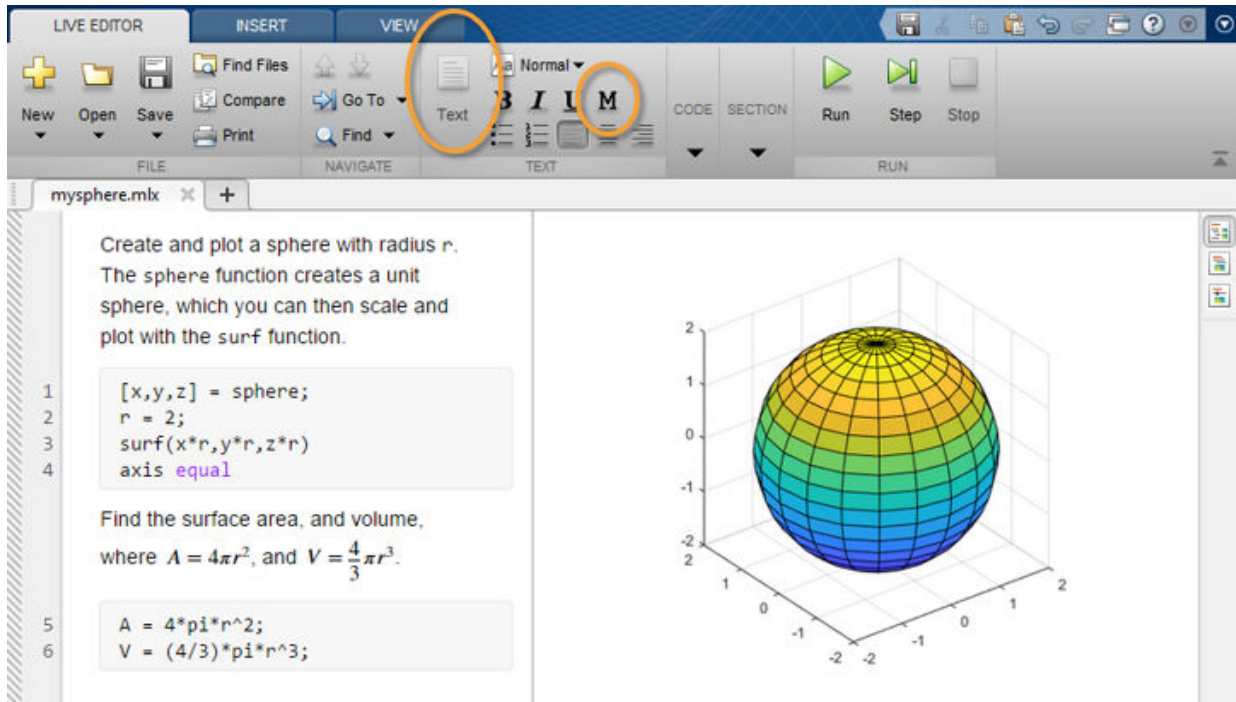 LIVE EDITOR INSERT VIEW
New Open Save
Find Files
Compare
Print
FILE
Go To
Find
NAVIGATE
Text
Aa Normal
B I U M
TEXT
CODE SECTION
Run Step Stop
RUN
mysphere.mlx
Create and plot a sphere with radius r.
The sphere function creates a unit
sphere, which you can then scale and
plot with the surf function.
1 [x,y,z] = sphere;
2 r = 2;
3 surf(x*r,y*r,z*r)
4 axis equal
Find the surface area, and volume,
where A = 4πr², and V = 4/3 πr³.
5 A = 4*pi*r^2;
6 V = (4/3)*pi*r^3;
2
1
0
-1
-2
2
1
0
-1
-2
-2
-1
0
1
2